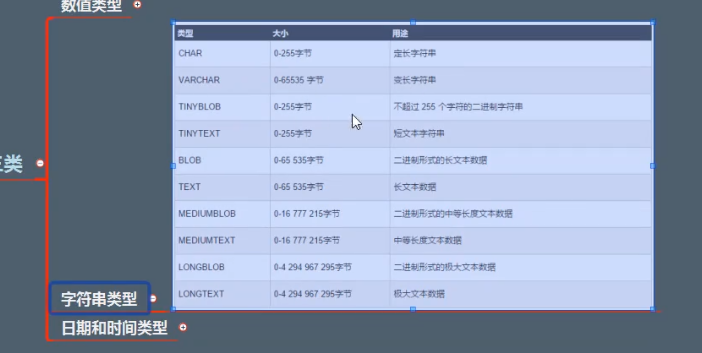 数值类型
类型 大小 用途
CHAR 0-255字节 定长字符串
VARCHAR 0-65535 字节 变长字符串
TINYBLOB 0-255字节 不超过 255 个字符的二进制字符串
TINYTEXT 0-255字节 短文本字符串
BLOB 0-65 535字节 二进制形式的长文本数据
类
TEXT 0-65 535字节 长文本数据
MEDIUMBLOB 0-16 777 215字节 二进制形式的中等长度文本数据
MEDIUMTEXT 0-16 777 215字节 中等长度文本数据
LONGBLOB 0-4 294 967 295字节 二进制形式的极大文本数据
LONGTEXT 0-4 294 967 295字节 极大文本数据
字符串类型
日期和时间类型